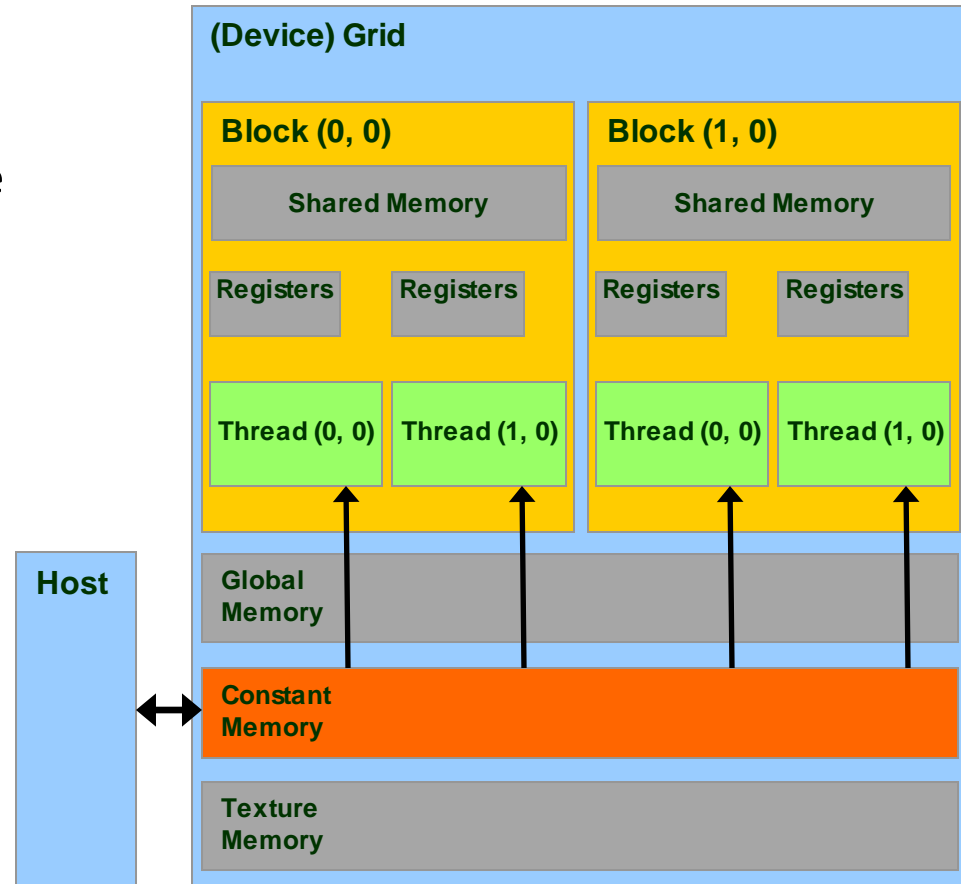 (Device) Grid
Block (0, 0)
Block (1, 0)
e
Shared Memory
Shared Memory
Registers
Registers
Registers
Registers
Thread (0, 0)
Thread (1, 0)
Thread (0, 0)
Thread (1, 0)
Host
Global
Memory
Constant
Memory
Texture
Memory